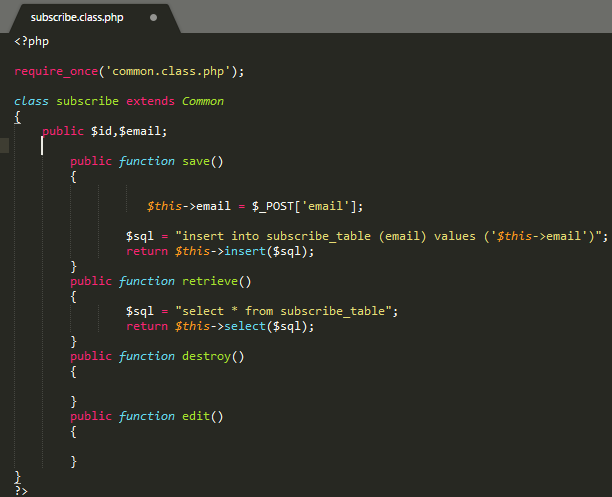 subscribe.class.php
<?php
require_once('common.class.php');
class subscribe extends Common
{
public $id,$email;
public function save()
{
$this->email = $_POST['email'];
$sql = "insert into subscribe_table (email) values ('$this->email')";
return $this->insert($sql);
}
public function retrieve()
{
$sql = "select * from subscribe_table";
return $this->select($sql);
}
public function destroy()
{
}
public function edit()
{
}
}
?>